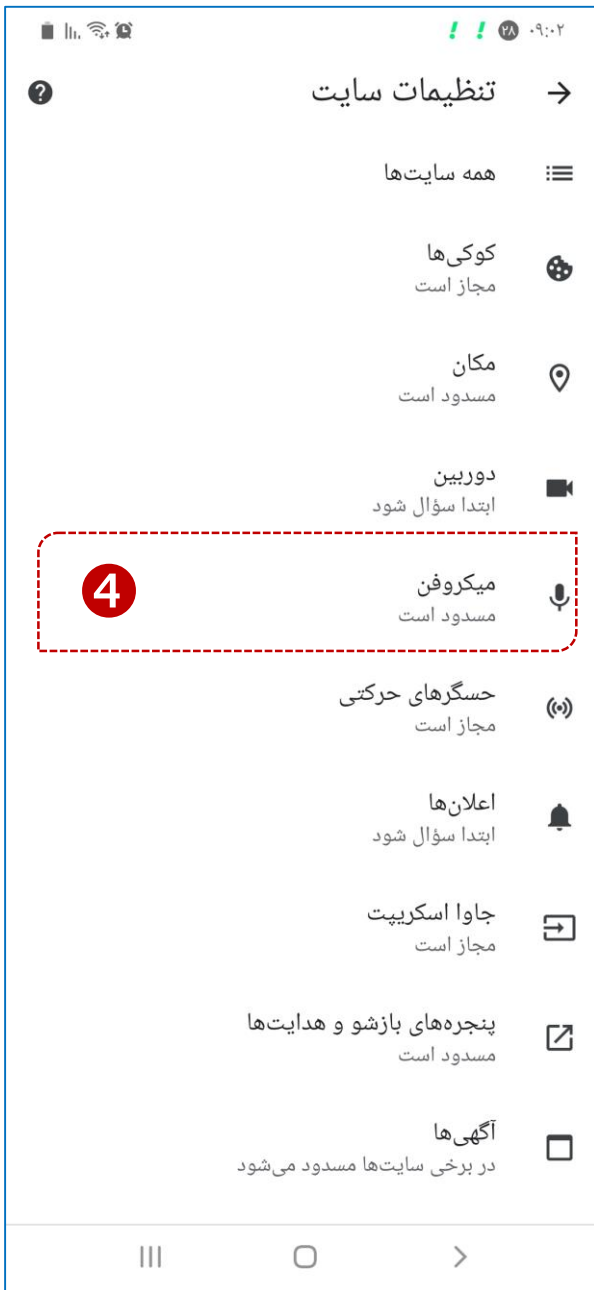 ۰۹:۰۲ ۲۸
تنظیمات سایت
همه سایت‌ها
کوکی‌ها
مجاز است
مکان
مسدود است
دوربین
ابتدا سؤال شود
میکروفن
مسدود است
4
حسگرهای حرکتی
مجاز است
اعلان‌ها
ابتدا سؤال شود
جاوا اسکریپت
مجاز است
پنجره‌های بازشو و هدایت‌ها
مسدود است
آگهی‌ها
در برخی سایت‌ها مسدود می‌شود